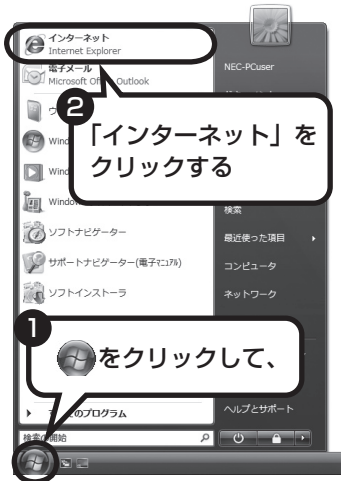 インターネット
Internet Explorer
電子メール
Microsoft Of Outlook
NEC-PCuser
❷
「インターネット」を
クリックする
Wind
Wind
Window
検索
ソフトナビゲーター
最近使った項目
サポートナビゲーター(電子マニュアル)
コンピュータ
ソフトインストーラ
ネットワーク
❶
をクリックして、
のプログラム
ヘルプとサポート
検索の開始